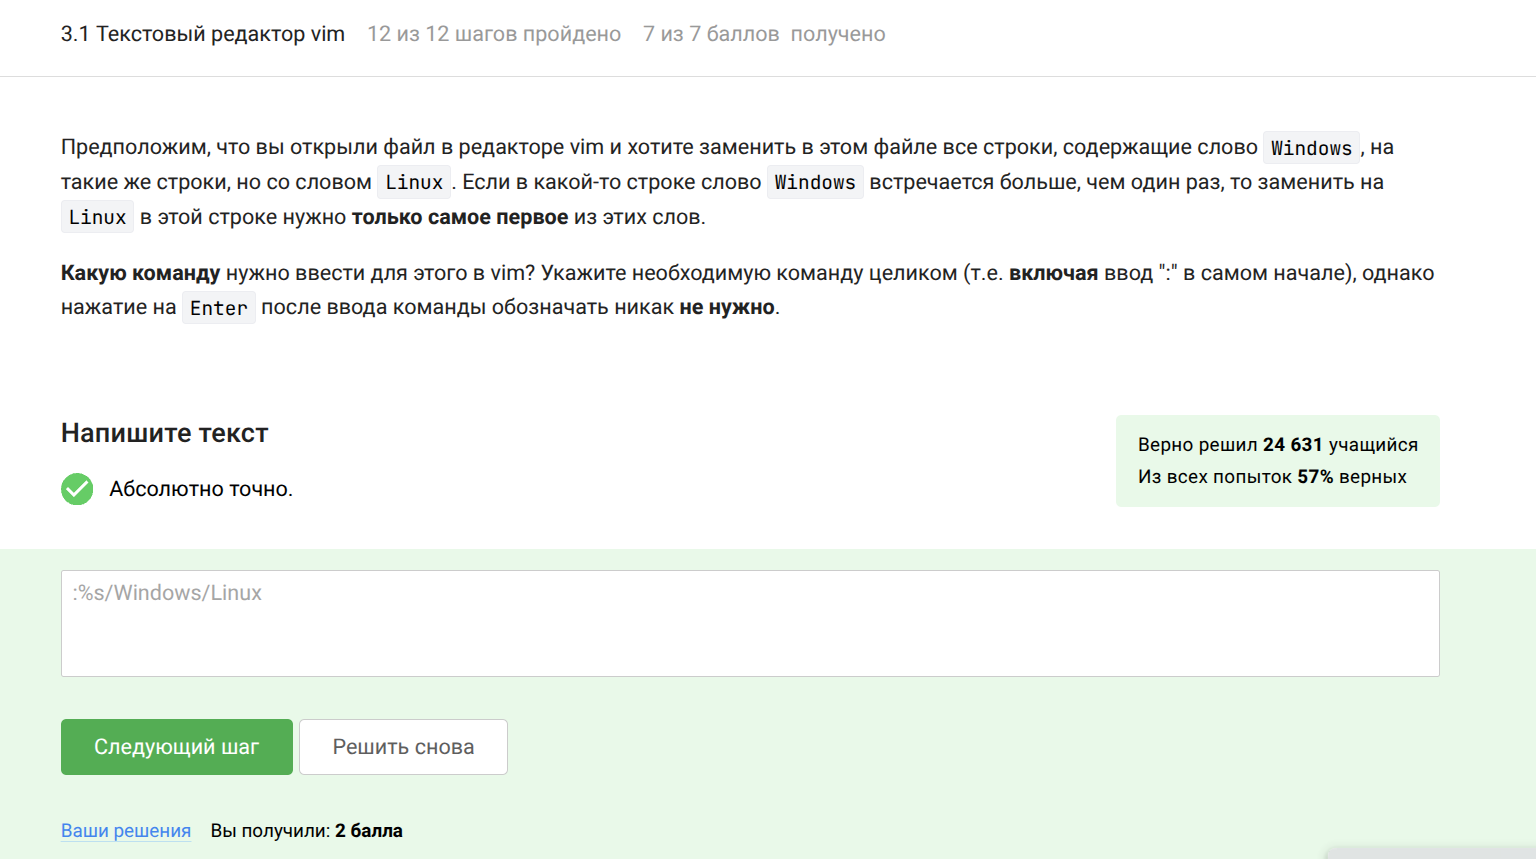 3.1 Текстовый редактор vim 12 из 12 шагов пройдено 7 из 7 баллов получено
Предположим, что вы открыли файл в редакторе vim и хотите заменить в этом файле все строки, содержащие слово Windows, на
такие же строки, но со словом Linux. Если в какой-то строке слово Windows встречается больше, чем один раз, то заменить на
Linux в этой строке нужно только самое первое из этих слов.
Какую команду нужно ввести для этого в vim? Укажите необходимую команду целиком (т.е. включая ввод ":" в самом начале), однако
нажатие на Enter после ввода команды обозначать никак не нужно.
Напишите текст
Верно решил 24 631 учащийся
Из всех попыток 57% верных
Абсолютно точно.
:%s/Windows/Linux
Следующий шаг Решить снова
Ваши решения Вы получили: 2 балла